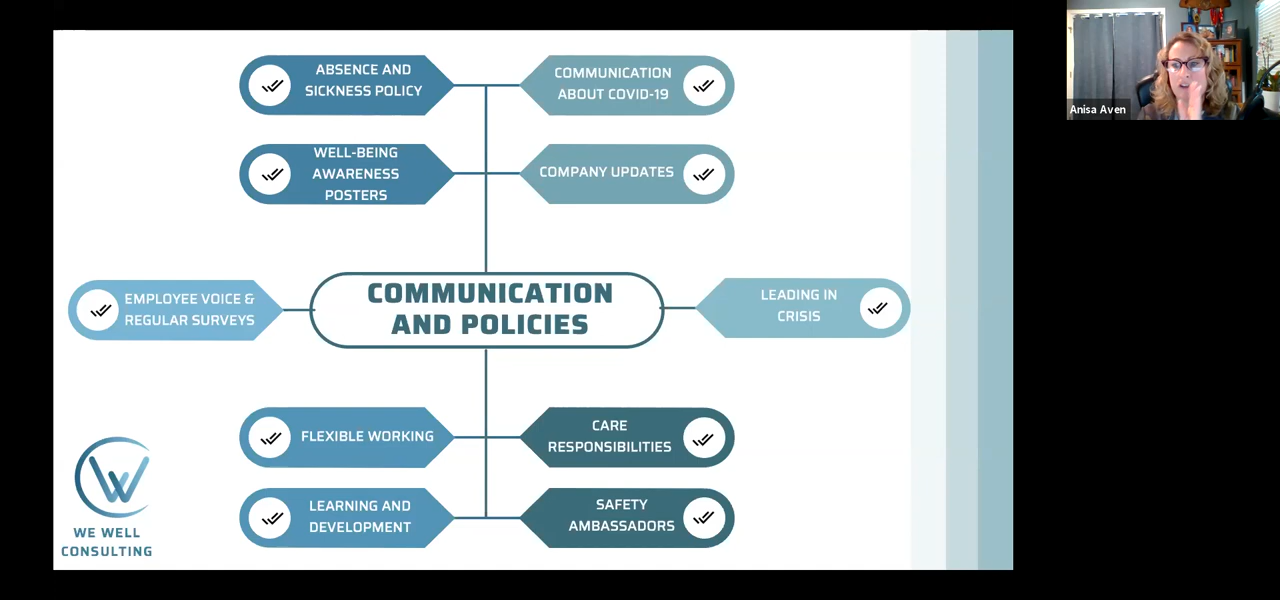 ABSENCE AND
SICKNESS POLICY
COMMUNICATION
ABOUT COVID-19
WELL-BEING
AWARENESS
POSTERS
COMPANY UPDATES
EMPLOYEE VOICE &
REGULAR SURVEYS
COMMUNICATION
AND POLICIES
LEADING IN
CRISIS
FLEXIBLE WORKING
CARE
RESPONSIBILITIES
LEARNING AND
DEVELOPMENT
SAFETY
AMBASSADORS
WE WELL
CONSULTING
Anisa Aven